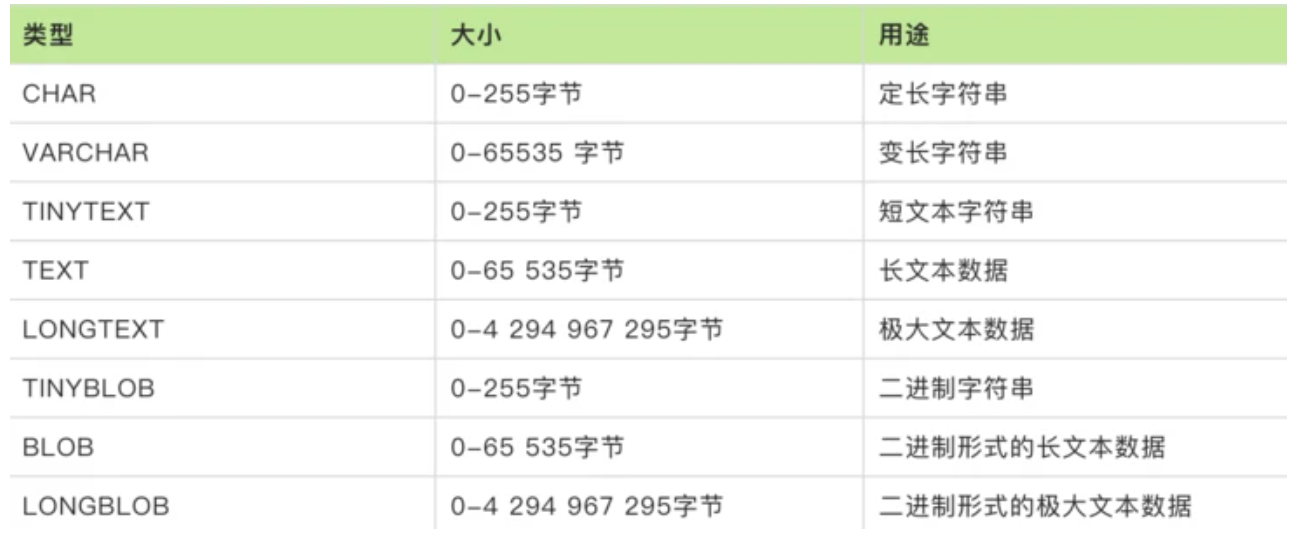 类型 大小 用途
CHAR 0-255字节 定长字符串
VARCHAR 0-65535 字节 变长字符串
TINYTEXT 0-255字节 短文本字符串
TEXT 0-65 535字节 长文本数据
LONGTEXT 0-4 294 967 295字节 极大文本数据
TINYBLOB 0-255字节 二进制字符串
BLOB 0-65 535字节 二进制形式的长文本数据
LONGBLOB 0-4 294 967 295字节 二进制形式的极大文本数据